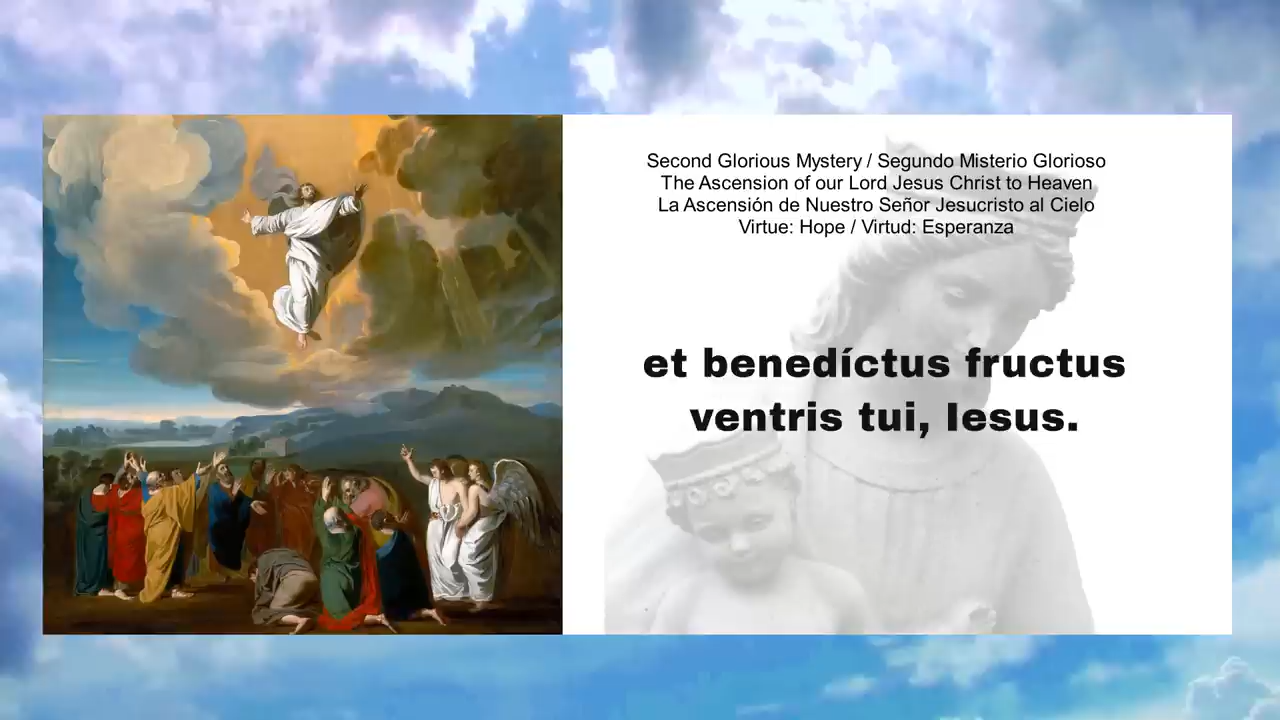 Second Glorious Mystery / Segundo Misterio Glorioso
The Ascension of our Lord Jesus Christ to Heaven
La Ascensión de Nuestro Señor Jesucristo al Cielo
Virtue: Hope / Virtud: Esperanza
et benedíctus fructus
ventris tui, Iesus.